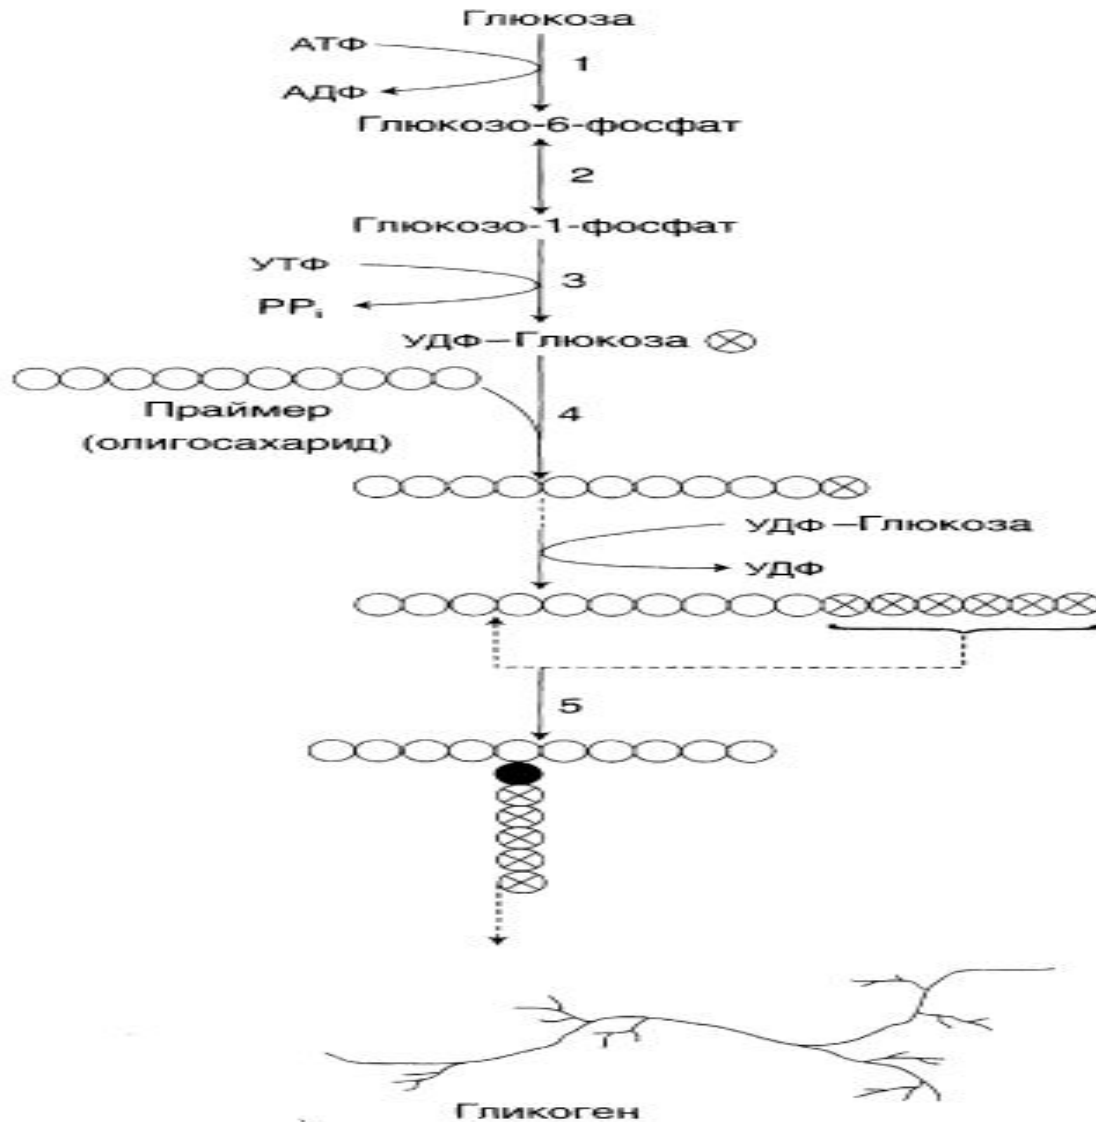 Глюкоза
АТФ
1
АДФ
Глюкозо-6-фосфат
2
Глюкозо-1-фосфат
УТФ
3
PPi
УДФ–Глюкоза
Праймер
4
(олигосахарид)
УДФ–Глюкоза
УДФ
5
Гликоген